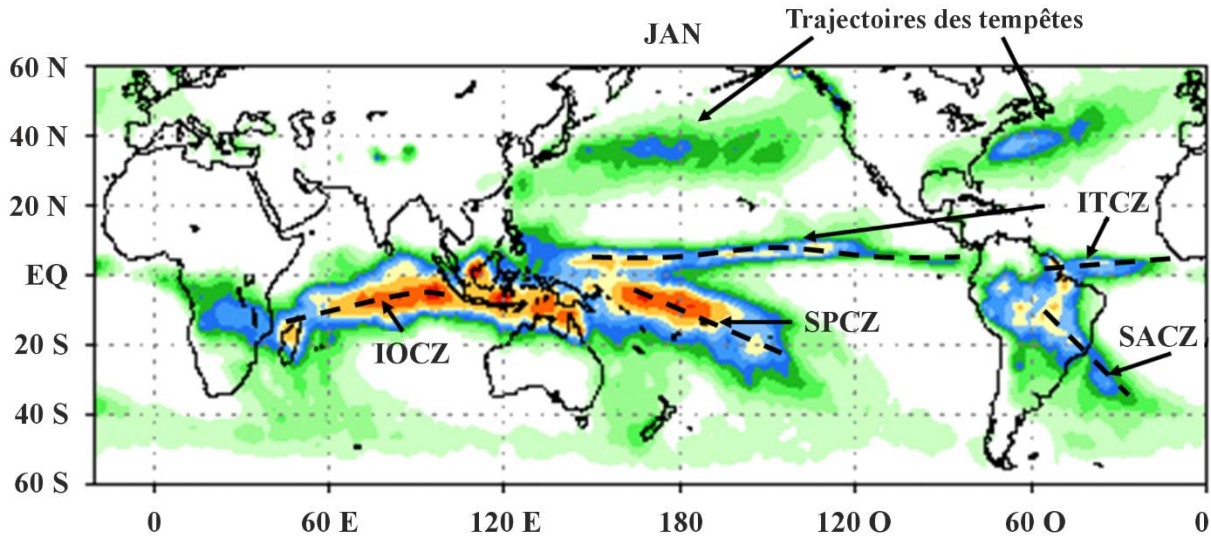 Trajectoires des tempêtes
JAN
60 N
40 N
20 N
EQ
20 S
40 S
60 S
ITCZ
SPCZ
IOCZ
SACZ
0 60 E 120 E 180 120 O 60 O 0